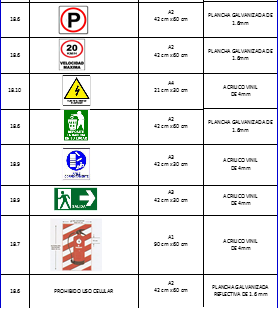 18.6
P
A2
42 cm x 60 cm
PLANCHA GALVANIZADA DE
1.6mm
18.6
20
VELOCIDAD
MAXIMA
A2
42 cm x 60 cm
PLANCHA GALVANIZADA DE
1.6mm
18.10
A4
21 cm x 30 cm
ACRILICO VINIL
DE 4mm
18.6
A2
42 cm x 60 cm
PLANCHA GALVANIZADA DE
1.6mm
18.9
A3
42 cm x 30 cm
ACRILICO VINIL
DE 4mm
18.9
SALIDA
A3
42 cm x 30 cm
ACRILICO VINIL
DE 4mm
18.7
A1
90 cm x 60 cm
ACRILICO VINIL
DE 4mm
18.6
PROHIBIDO USO CELULAR
A2
42 cm x 60 cm
PLANCHA GALVANIZADA
REFLECTIVA DE 1.6 mm